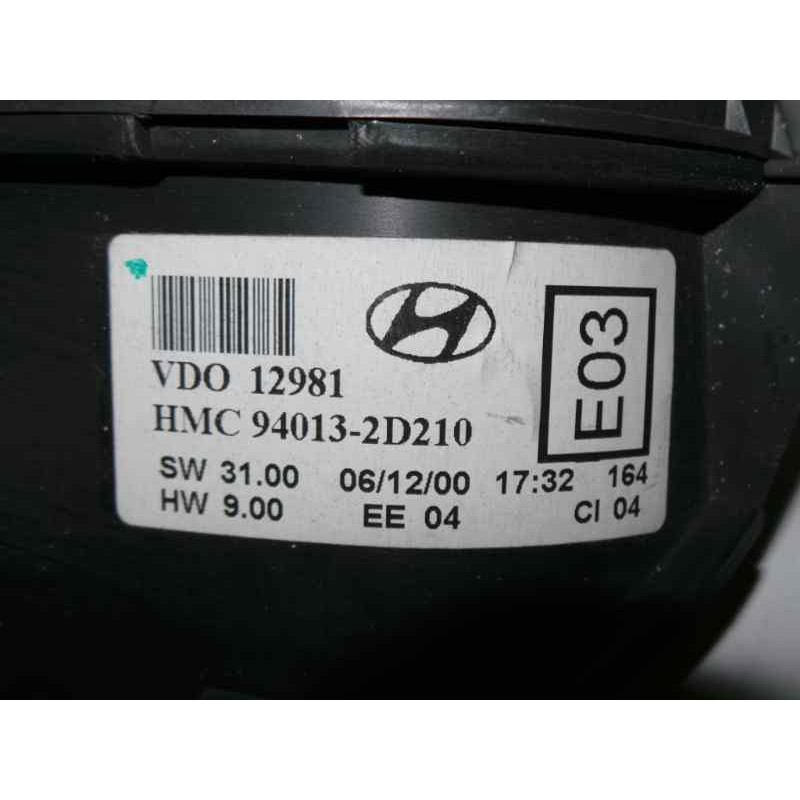 VDO 12981
HMC 94013-2D210
E03
SW 31.00 06/12/00 17:32 164
HW 9.00 EE 04 CI 04